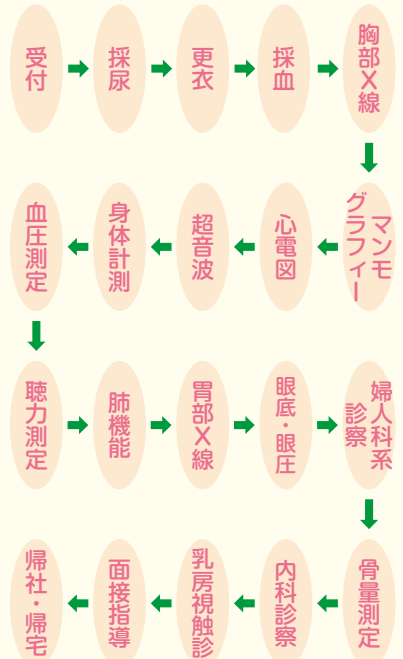 受付
採尿
更衣
採血
胸部X線
マンモ
グラフィー
心電図
超音波
身体計測
血圧測定
聴力測定
肺機能
胃部X線
眼底・眼圧
婦人科系
診察
骨量測定
内科診察
乳房視触診
面接指導
帰社・帰宅